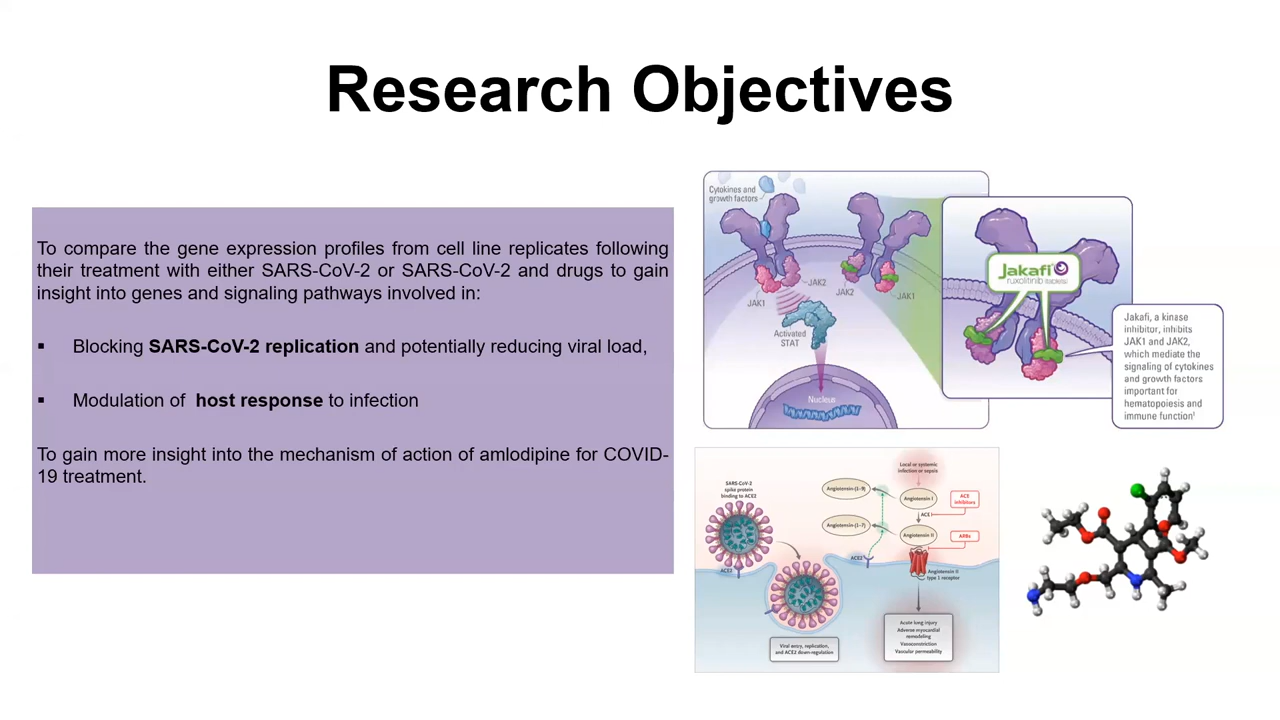 Research Objectives
To compare the gene expression profiles from cell line replicates following
their treatment with either SARS-CoV-2 or SARS-CoV-2 and drugs to gain
insight into genes and signaling pathways involved in:
▪ Blocking SARS-CoV-2 replication and potentially reducing viral load,
▪ Modulation of host response to infection
To gain more insight into the mechanism of action of amlodipine for COVID-
19 treatment.
Cytokines and
growth factors
JAK1
JAK2
JAK2
JAK1
Activated
STAT
Nucleus
Jakafi
ruxolitinib (tablets)
Jakafi, a kinase
inhibitor, inhibits
JAK1 and JAK2,
which mediate the
signaling of cytokines
and growth factors
important for
hematopoiesis and
immune function¹
SARS-CoV-2
spike protein
binding to ACE2
ACE2
Viral entry, replication,
and ACE2 down-regulation
Local or systemic
infection or sepsis
Angiotensin (1-9)
Angiotensin I
ACE
inhibitors
ACE
Angiotensin (1-7)
Angiotensin II
ARBs
ACE2
Angiotensin II
type 1 receptor
Acute lung injury
Adverse myocardial
remodeling
Vasoconstriction
Vascular permeability